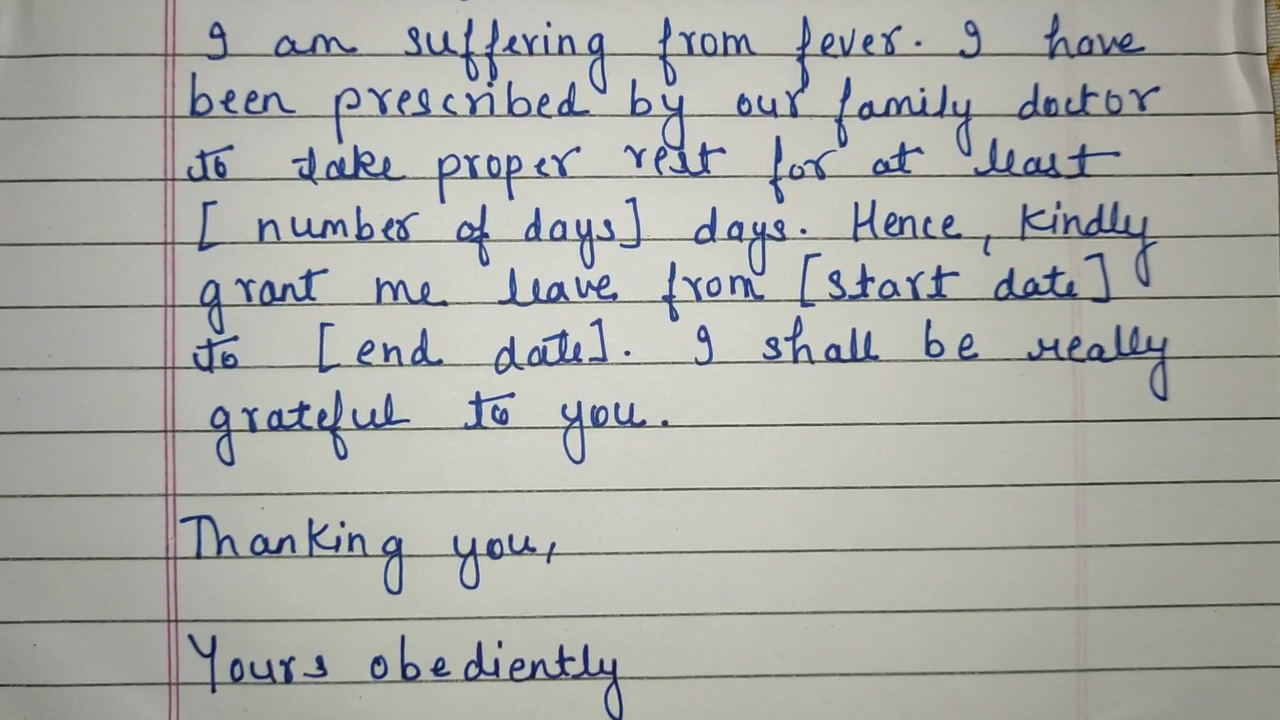 I am suffering from fever. I have
been prescribed by our family doctor
to take proper rest for at least
[ number of days] days. Hence, kindly
grant me leave from [start date]
to [end date]. I shall be really
grateful to you.
Thanking you,
Yours obediently